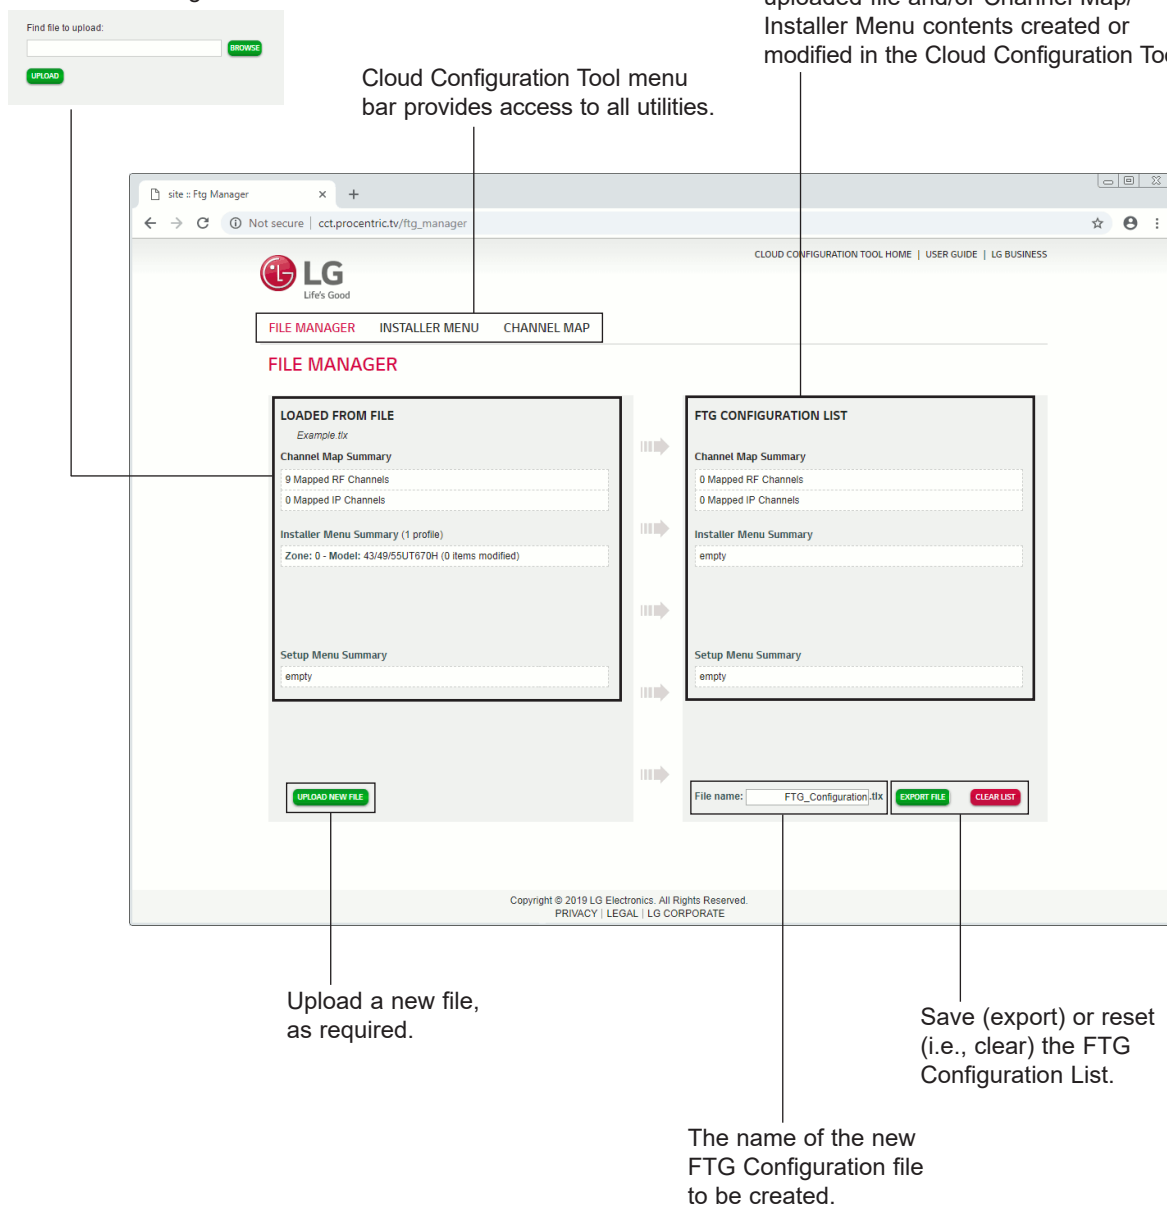 Find file to upload:
BROWSE
UPLOAD
uploaded file and/or Channel Map/
Installer Menu contents created or
modified in the Cloud Configuration
Cloud Configuration Tool menu
bar provides access to all utilities.
site :: Ftg Manager
Not secure | cct.procentric.tv/ftg_manager
CLOUD CONFIGURATION TOOL HOME | USER GUIDE | LG BUSINESS
LG
Life's Good
FILE MANAGER INSTALLER MENU CHANNEL MAP
FILE MANAGER
LOADED FROM FILE
Example.tlx
Channel Map Summary
9 Mapped RF Channels
0 Mapped IP Channels
Installer Menu Summary (1 profile)
Zone: 0 - Model: 43/49/55UT670H (0 items modified)
Setup Menu Summary
empty
UPLOAD NEW FILE
FTG CONFIGURATION LIST
Channel Map Summary
0 Mapped RF Channels
0 Mapped IP Channels
Installer Menu Summary
empty
Setup Menu Summary
empty
File name: FTG_Configuration .tlx EXPORT FILE CLEAR LIST
Copyright © 2019 LG Electronics. All Rights Reserved.
PRIVACY | LEGAL | LG CORPORATE
Upload a new file,
as required.
Save (export) or reset
(i.e., clear) the FTG
Configuration List.
The name of the new
FTG Configuration file
to be created.